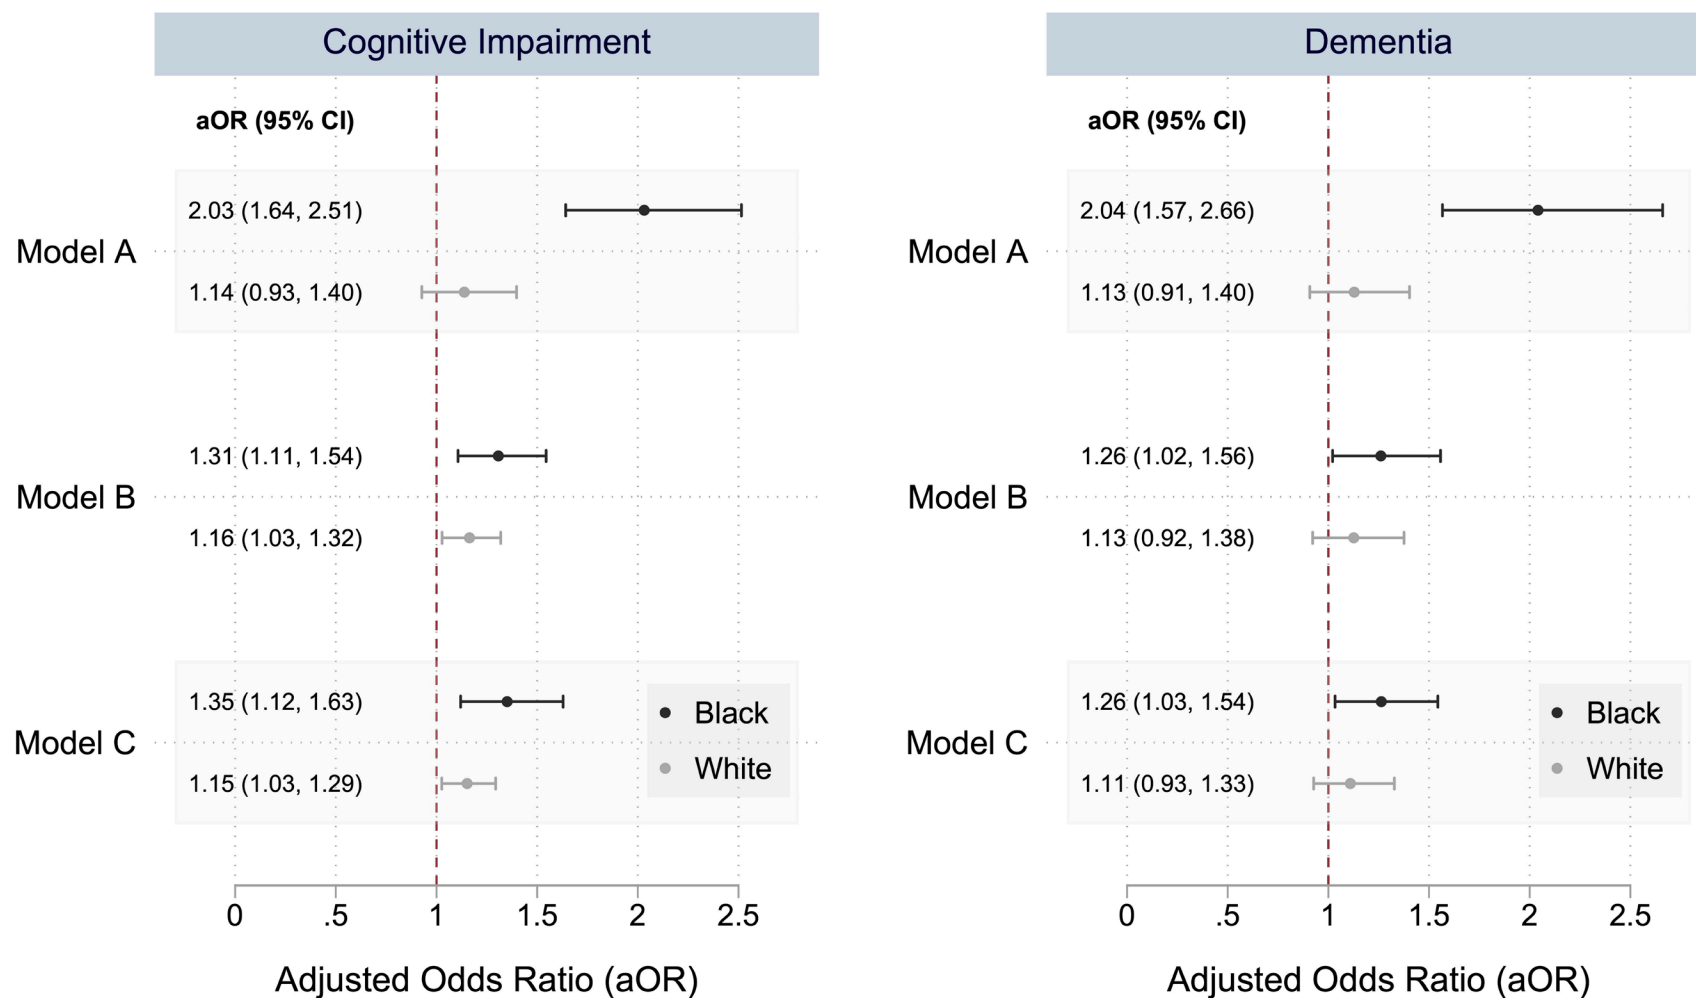 Cognitive Impairment
aOR (95% CI)
2.03 (1.64, 2.51)
Model A
1.14 (0.93, 1.40)
1.31 (1.11, 1.54)
Model B
1.16 (1.03, 1.32)
1.35 (1.12, 1.63)
Black
Model C
White
1.15 (1.03, 1.29)
0 .5 1 1.5 2 2.5
Adjusted Odds Ratio (aOR)
Dementia
aOR (95% CI)
2.04 (1.57, 2.66)
Model A
1.13 (0.91, 1.40)
1.26 (1.02, 1.56)
Model B
1.13 (0.92, 1.38)
1.26 (1.03, 1.54)
Black
Model C
White
1.11 (0.93, 1.33)
0 .5 1 1.5 2 2.5
Adjusted Odds Ratio (aOR)